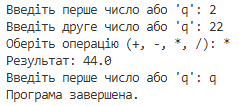 Введіть перше число або 'q': 2
Введіть друге число або 'q': 22
Оберіть операцію (+, -, *, /): *
Результат: 44.0
Введіть перше число або 'q': q
Програма завершена.